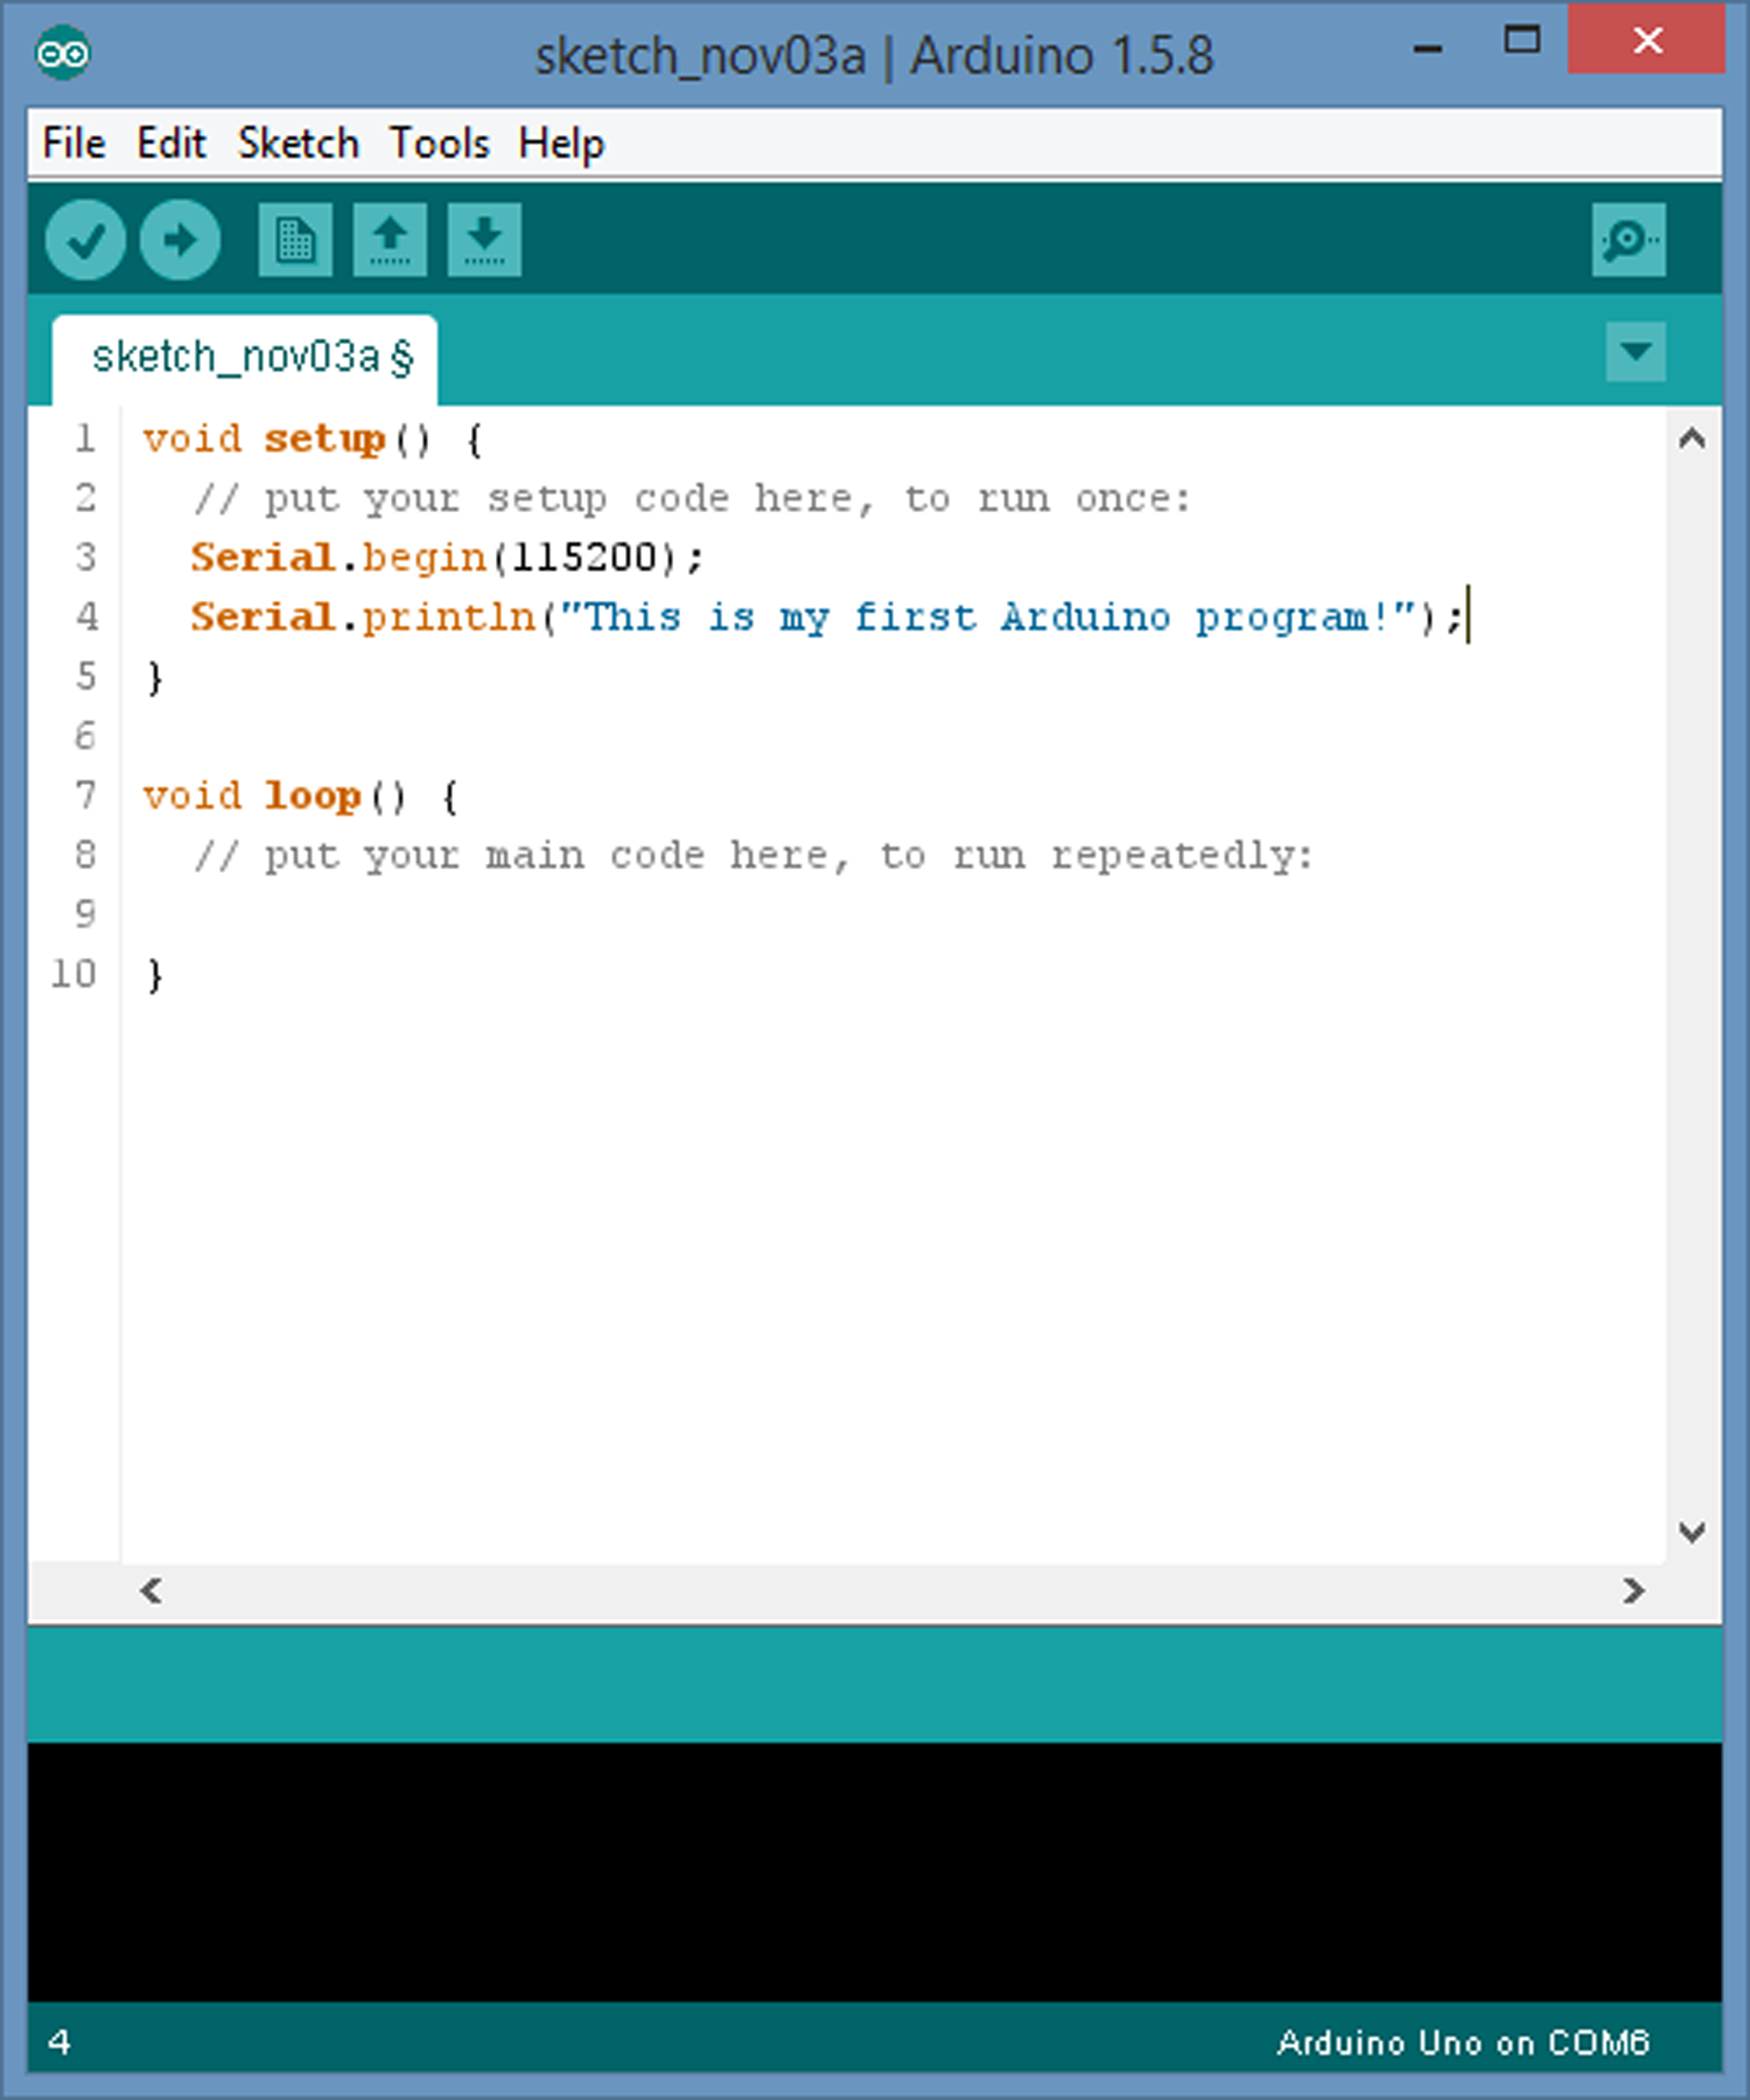 sketch_nov03a | Arduino 1.5.8
File Edit Sketch Tools Help
sketch_nov03a §
1 void setup() {
2   // put your setup code here, to run once:
3   Serial.begin(115200);
4   Serial.println("This is my first Arduino program!");
5 }
6
7 void loop() {
8   // put your main code here, to run repeatedly:
9
10 }
4 Arduino Uno on COM6